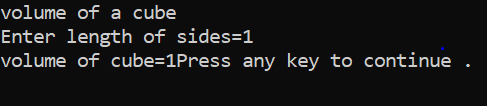 volume of a cube
Enter length of sides=1
volume of cube=1Press any key to continue .